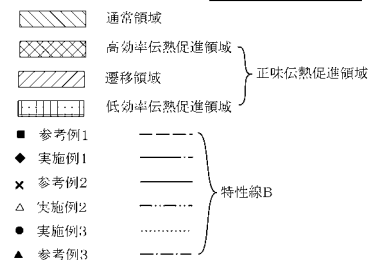 通常領域
高効率伝熱促進領域
正味伝熱促進領域
遷移領域
低効率伝熱促進領域
参考例1
実施例1
参考例2
特性線B
実施例2
実施例3
参考例3